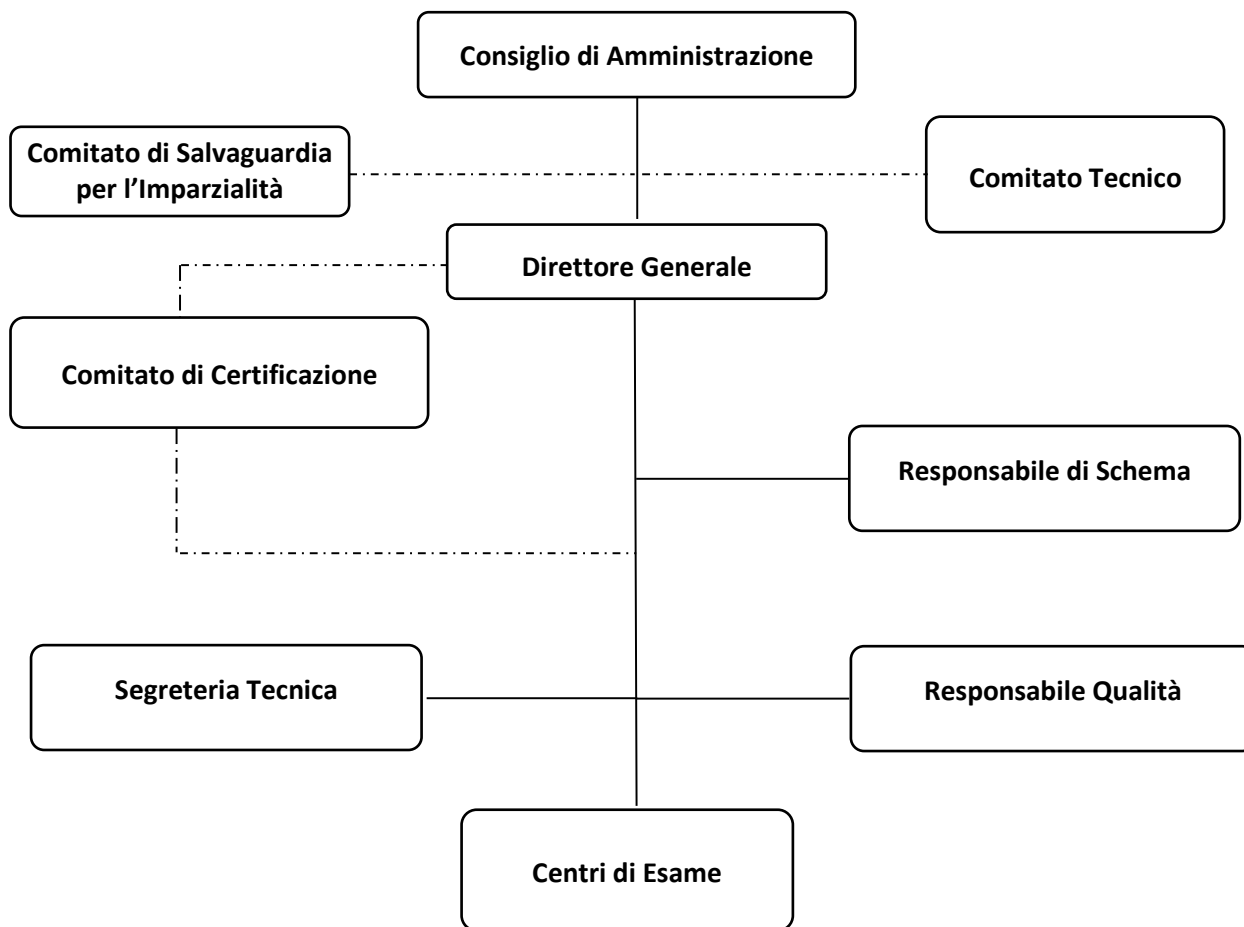 Consiglio di Amministrazione
Comitato di Salvaguardia
per l’Imparzialità
Comitato Tecnico
Direttore Generale
Comitato di Certificazione
Responsabile di Schema
Segreteria Tecnica
Responsabile Qualità
Centri di Esame